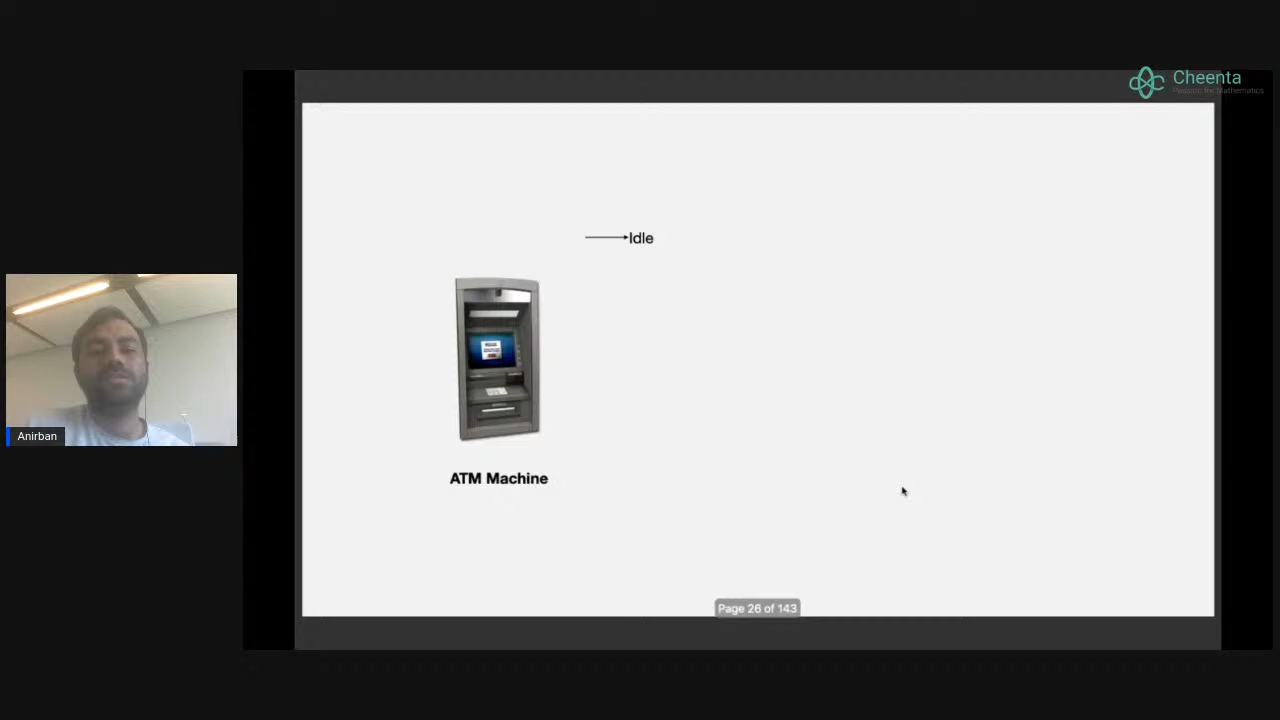 Cheenta
Passion for Mathematics
Idle
ATM Machine
Anirban
Page 26 of 143